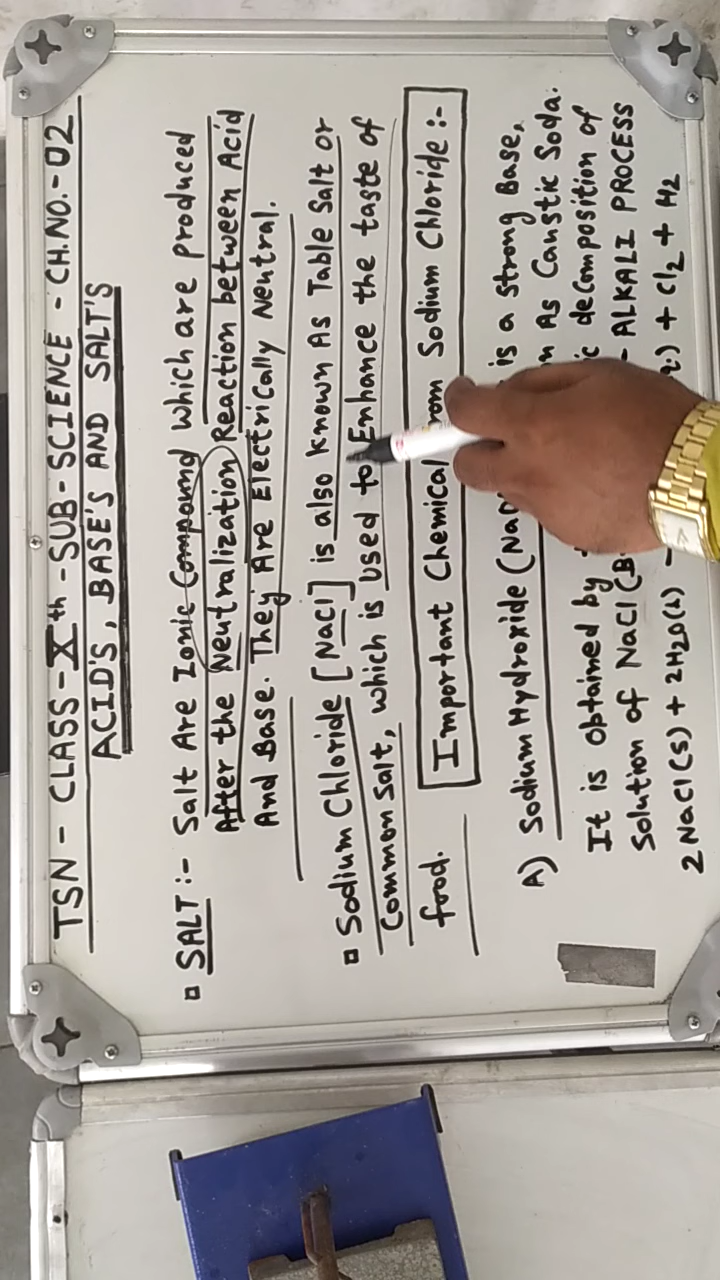 TSN - CLASS - Xth - SUB - SCIENCE - CH.NO.- 02
ACID'S, BASE'S AND SALT'S
SALT :- Salt Are Ionic Compound Which are produced
After the Neutralization Reaction between Acid
And Base. They Are Electrically Neutral.
Sodium Chloride [NaCl] is also known As Table Salt or
Common Salt, which is used to Enhance the taste of
food.
Important Chemical from Sodium Chloride :-
A) Sodium Hydroxide (NaO is a strong Base,
As Caustic Soda.
It is obtained by decomposition of
Solution of NaCl (B - ALKALI PROCESS
2 NaCl(s) + 2H2O(l) - + Cl2 + H2